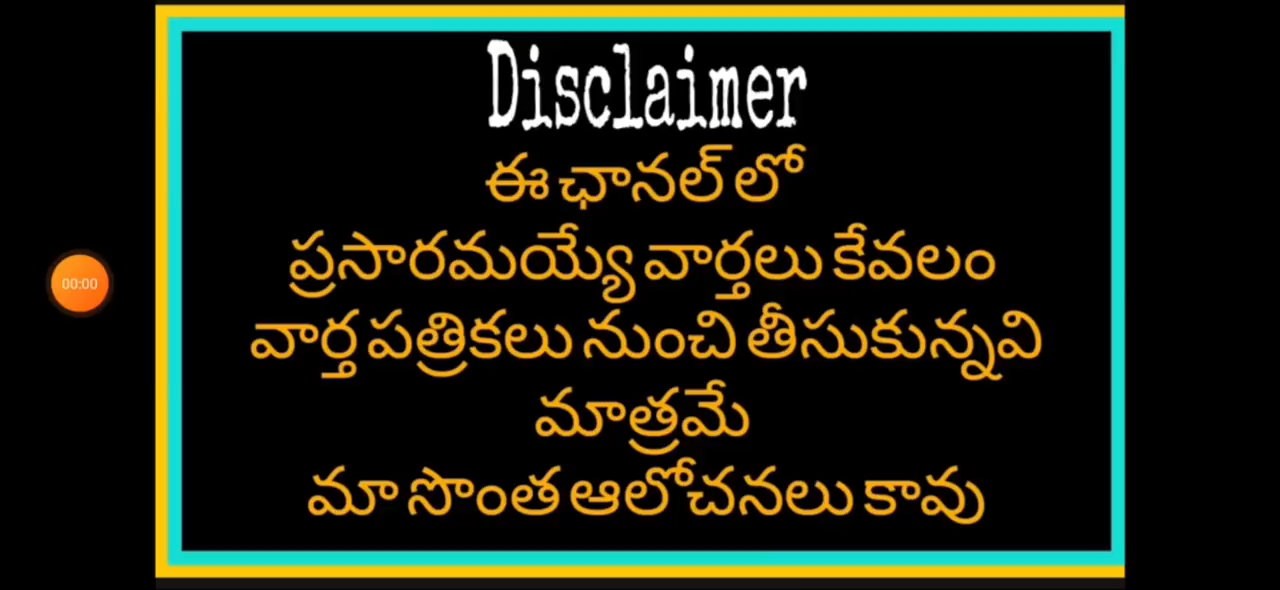 Disclaimer
ఈ ఛానల్ లో
ప్రసారమయ్యే వార్తలు కేవలం
00:00
వార్త పత్రికలు నుంచి తీసుకున్నవి
మాత్రమే
మా సొంత ఆలోచనలు కావు